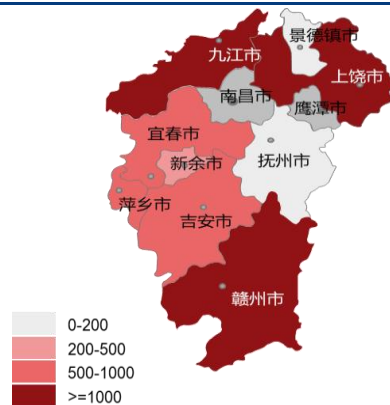 景德镇市
九江市
上饶市
南昌市
鹰潭市
宜春市
抚州市
新余市
萍乡市
吉安市
赣州市
0-200
200-500
500-1000
>=1000